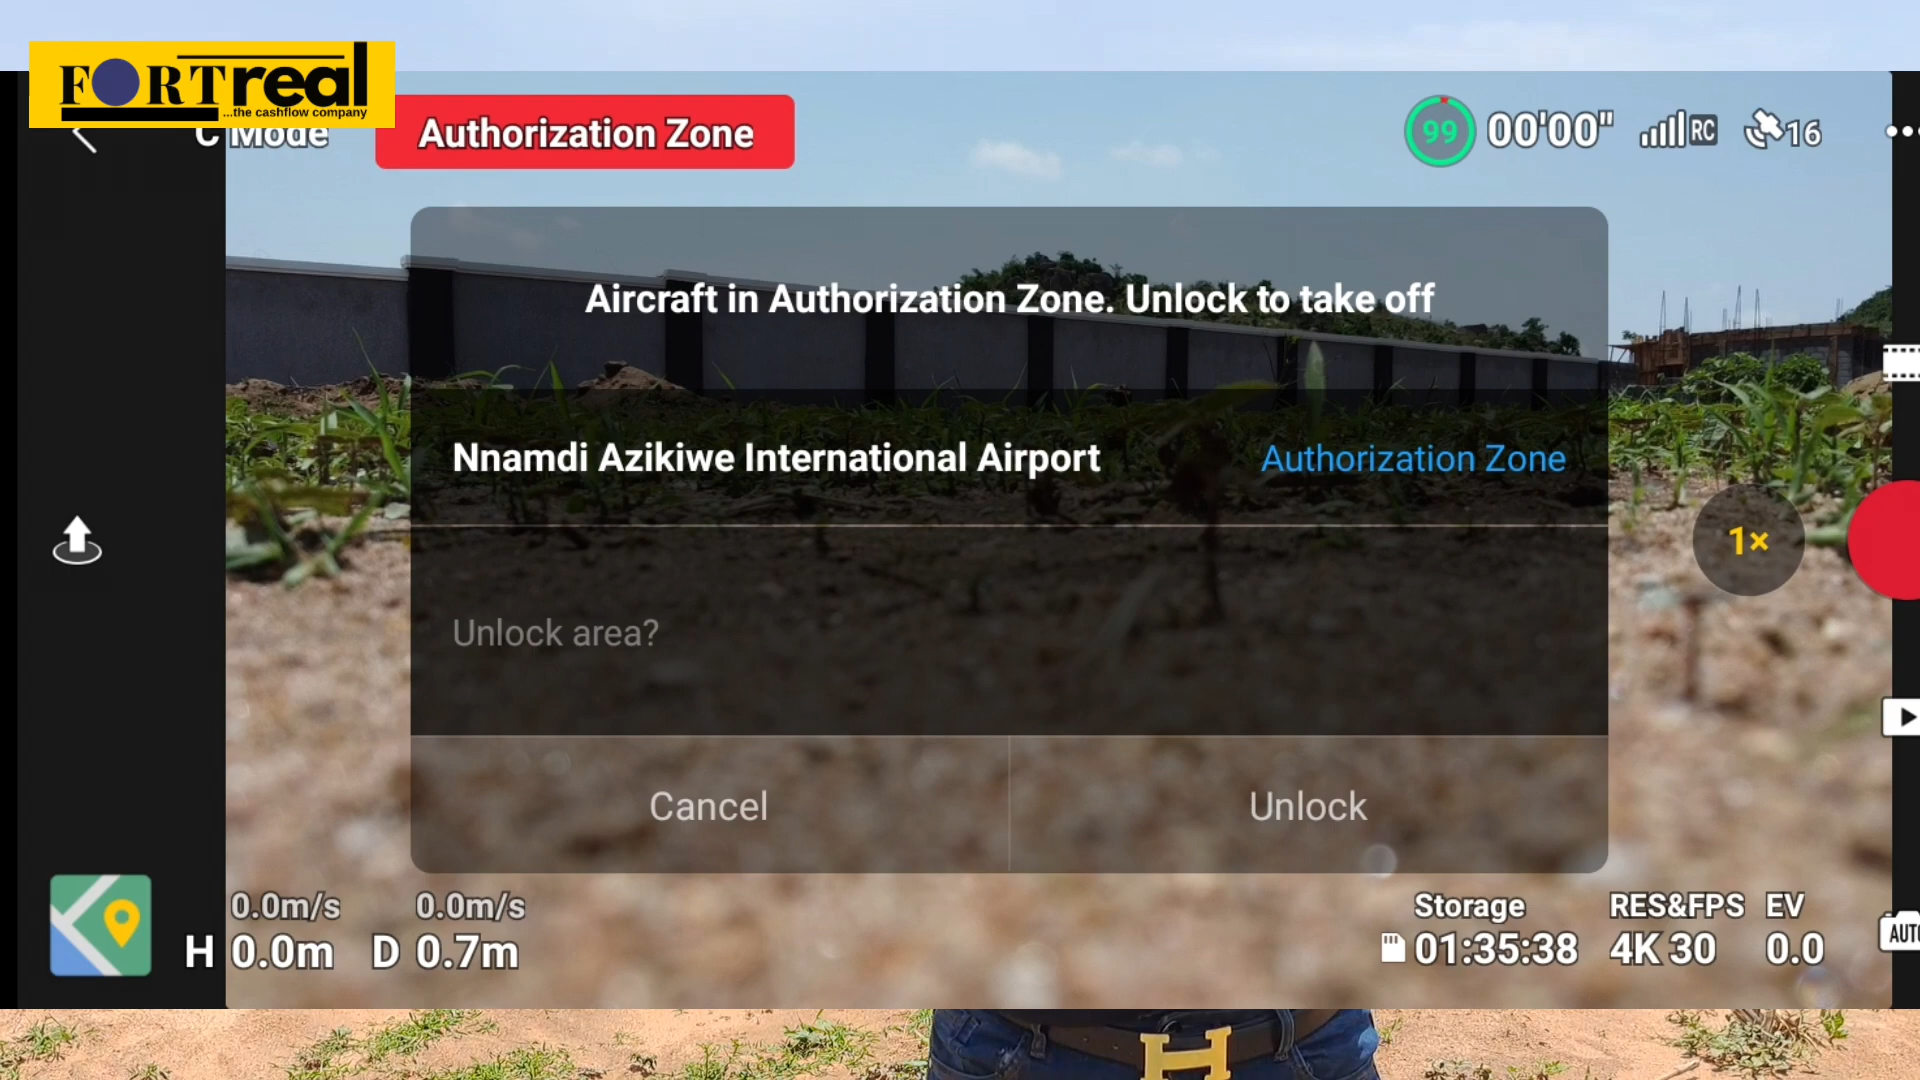 FORTreal
...the cashflow company
C Mode
Authorization Zone
99
00'00"
RC
16
Aircraft in Authorization Zone. Unlock to take off
Nnamdi Azikiwe International Airport
Authorization Zone
Unlock area?
1×
Cancel
Unlock
0.0m/s
0.0m/s
H 0.0m
D 0.7m
Storage
01:35:38
RES&FPS
4K 30
EV
0.0
AUTO
H